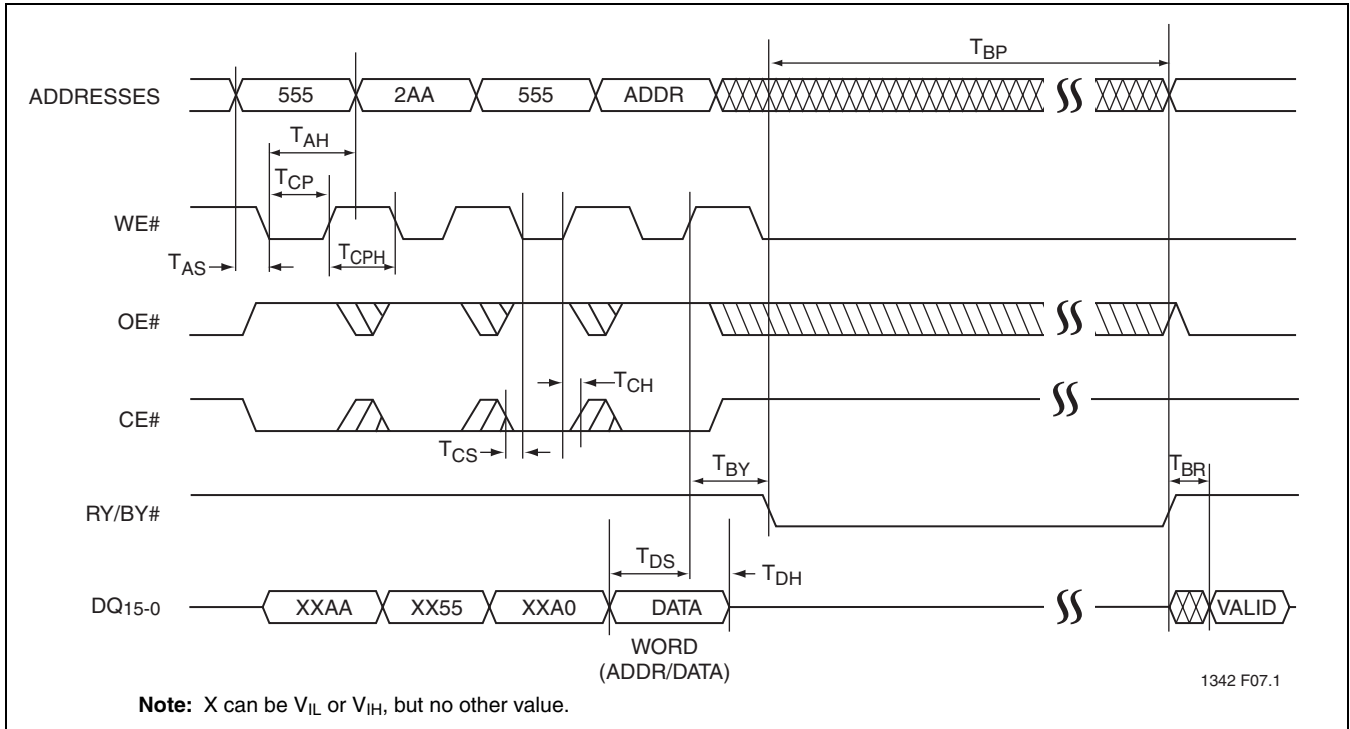 T_BP
ADDRESSES 555 2AA 555 ADDR
T_AH
T_CP
WE#
T_AS T_CPH
OE#
T_CH
CE#
T_CS
T_BY T_BR
RY/BY#
T_DS T_DH
DQ15-0 XXAA XX55 XXA0 DATA VALID
WORD
(ADDR/DATA)
1342 F07.1
Note: X can be V_IL or V_IH, but no other value.